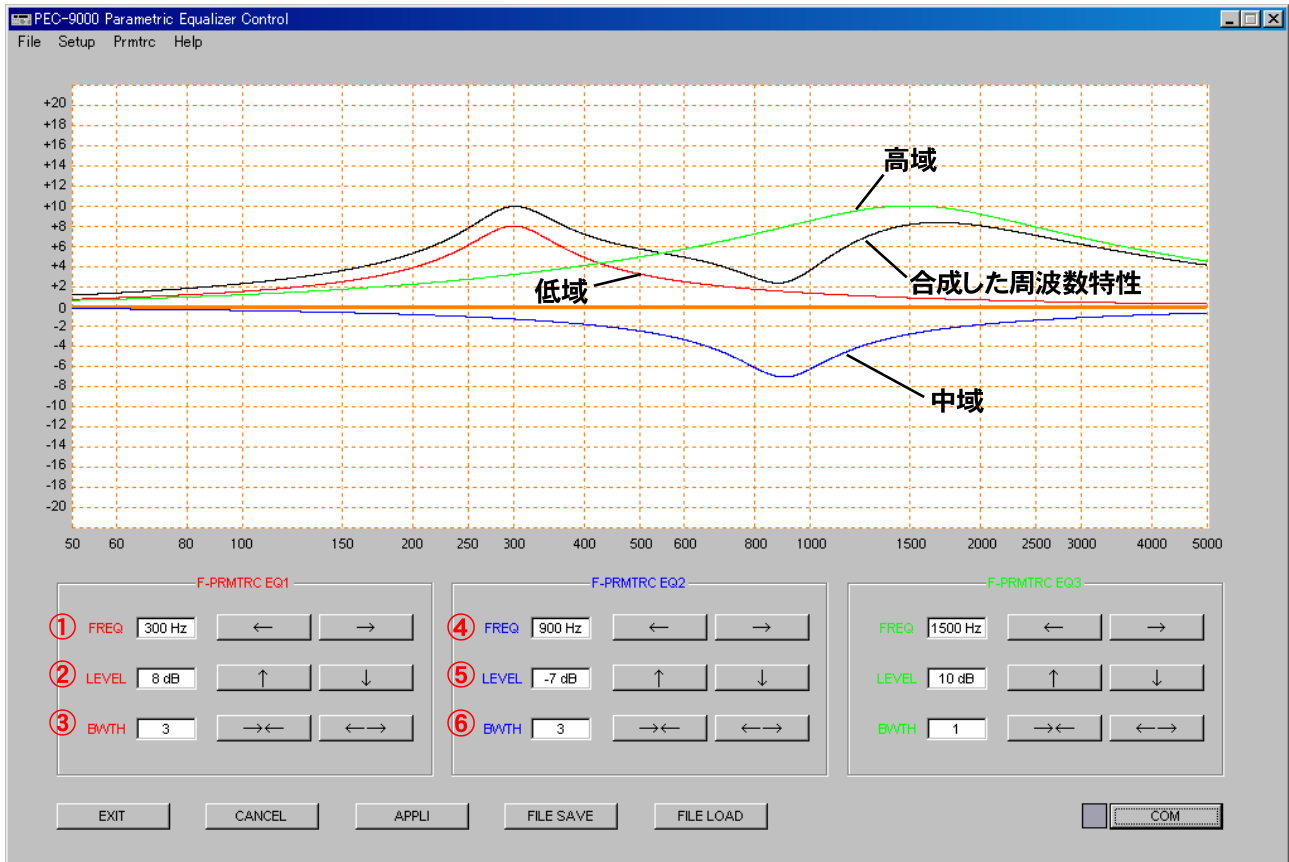 PEC-9000 Parametric Equalizer Control
File Setup Prmtrc Help
+20
+18
+16
+14
+12
+10
+8
+6
+4
+2
0
-2
-4
-6
-8
-10
-12
-14
-16
-18
-20
高域
合成した周波数特性
低域
中域
50 60 80 100 150 200 250 300 400 500 600 800 1000 1500 2000 2500 3000 4000 5000
F-PRMTRC EQ1
① FREQ 300 Hz ← →
② LEVEL 8 dB ↑ ↓
③ BWTH 3 →← ←→
F-PRMTRC EQ2
④ FREQ 900 Hz ← →
⑤ LEVEL -7 dB ↑ ↓
⑥ BWTH 3 →← ←→
F-PRMTRC EQ3
FREQ 1500 Hz ← →
LEVEL 10 dB ↑ ↓
BWTH 1 →← ←→
EXIT CANCEL APPLI FILE SAVE FILE LOAD COM